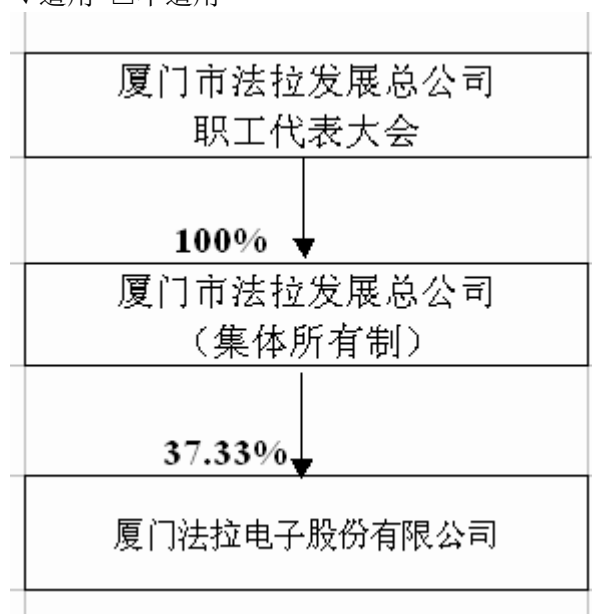 厦门市法拉发展总公司
职工代表大会
100%
厦门市法拉发展总公司
（集体所有制）
37.33%
厦门法拉电子股份有限公司